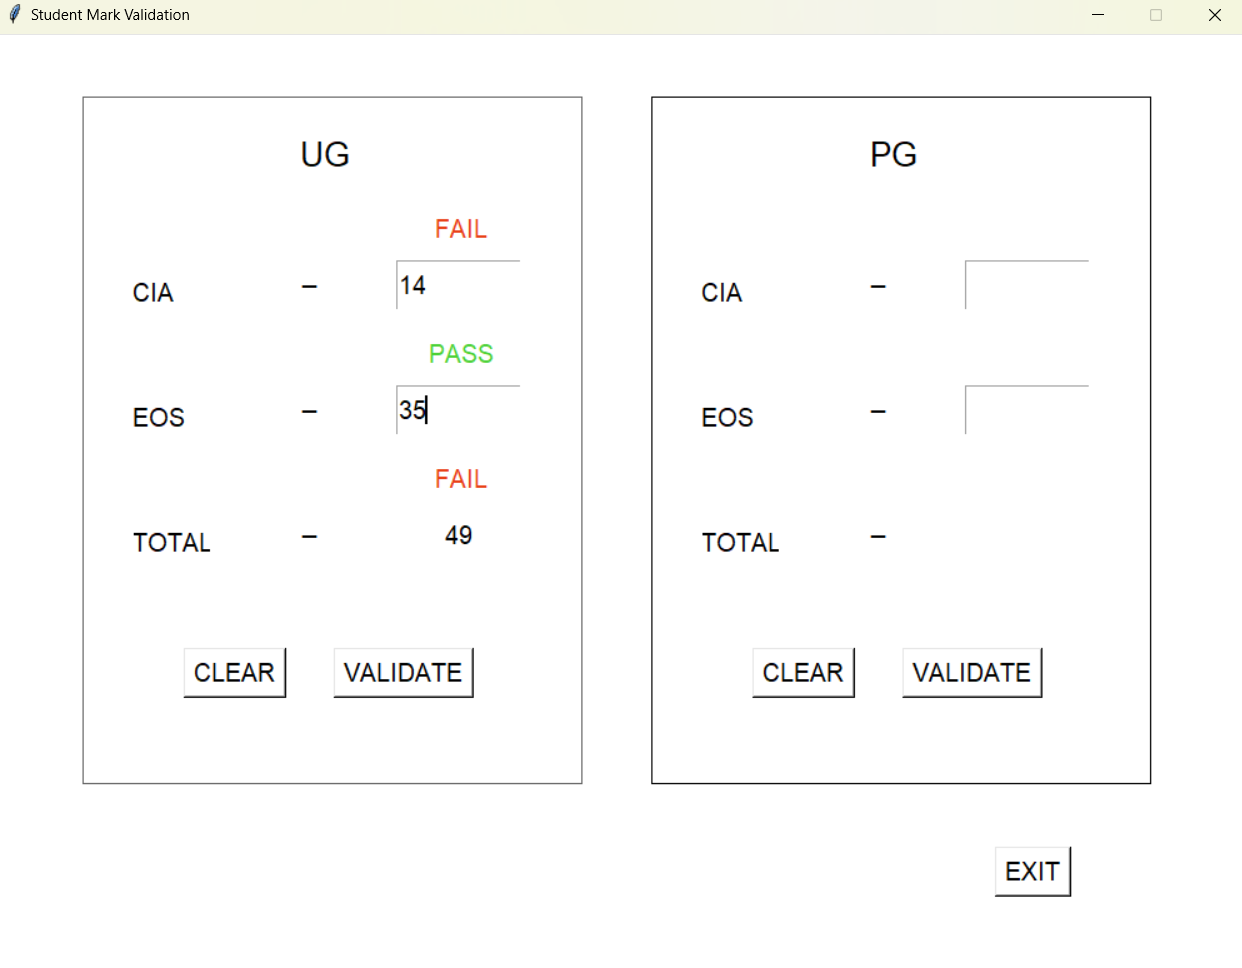 Student Mark Validation
UG
FAIL
CIA – 14
PASS
EOS – 35
FAIL
TOTAL – 49
CLEAR VALIDATE
PG
CIA –
EOS –
TOTAL –
CLEAR VALIDATE
EXIT